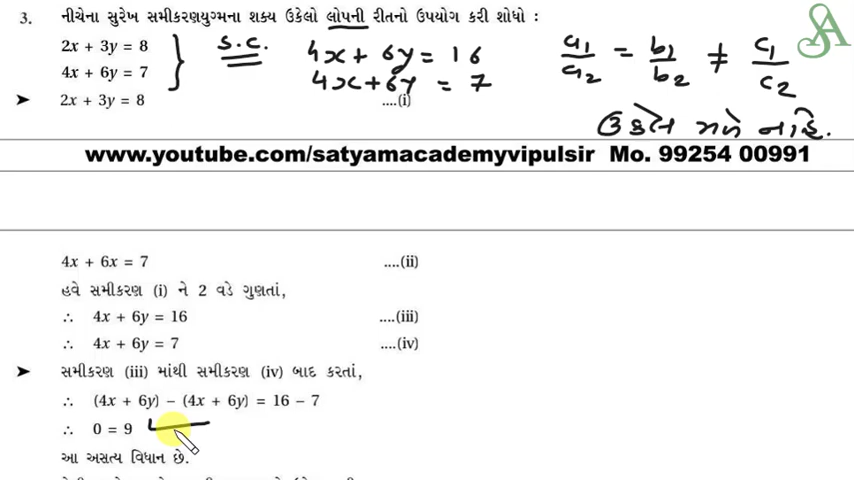 3. નીચેના સુરેખ સમીકરણયુગ્મના શક્ય ઉકેલો લોપની રીતનો ઉપયોગ કરી શોધો :
2x + 3y = 8
4x + 6y = 7
S.C.
4x + 6y = 16
4x + 6y = 7
a1/a2 = b1/b2 ≠ c1/c2
ઉકેલ મળે નહિ.
➤ 2x + 3y = 8 ....(i)
www.youtube.com/satyamacademyvipulsir Mo. 99254 00991
4x + 6x = 7 ....(ii)
હવે સમીકરણ (i) ને 2 વડે ગુણતાં,
∴ 4x + 6y = 16 ....(iii)
∴ 4x + 6y = 7 ....(iv)
➤ સમીકરણ (iii) માંથી સમીકરણ (iv) બાદ કરતાં,
∴ (4x + 6y) − (4x + 6y) = 16 − 7
∴ 0 = 9
આ અસત્ય વિધાન છે.